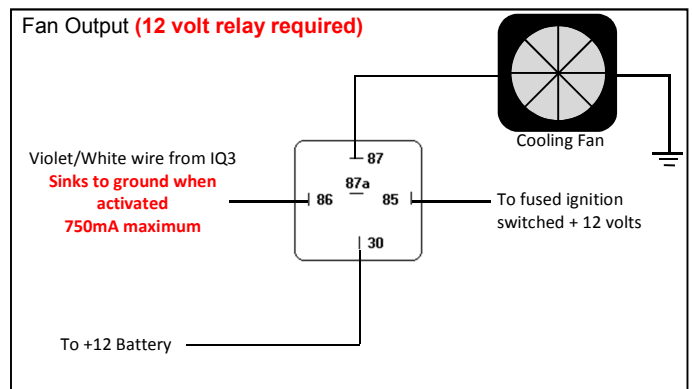 Fan Output (12 volt relay required)
Cooling Fan
Violet/White wire from IQ3
Sinks to ground when
activated
750mA maximum
87
87a
86
85
30
To fused ignition
switched + 12 volts
To +12 Battery